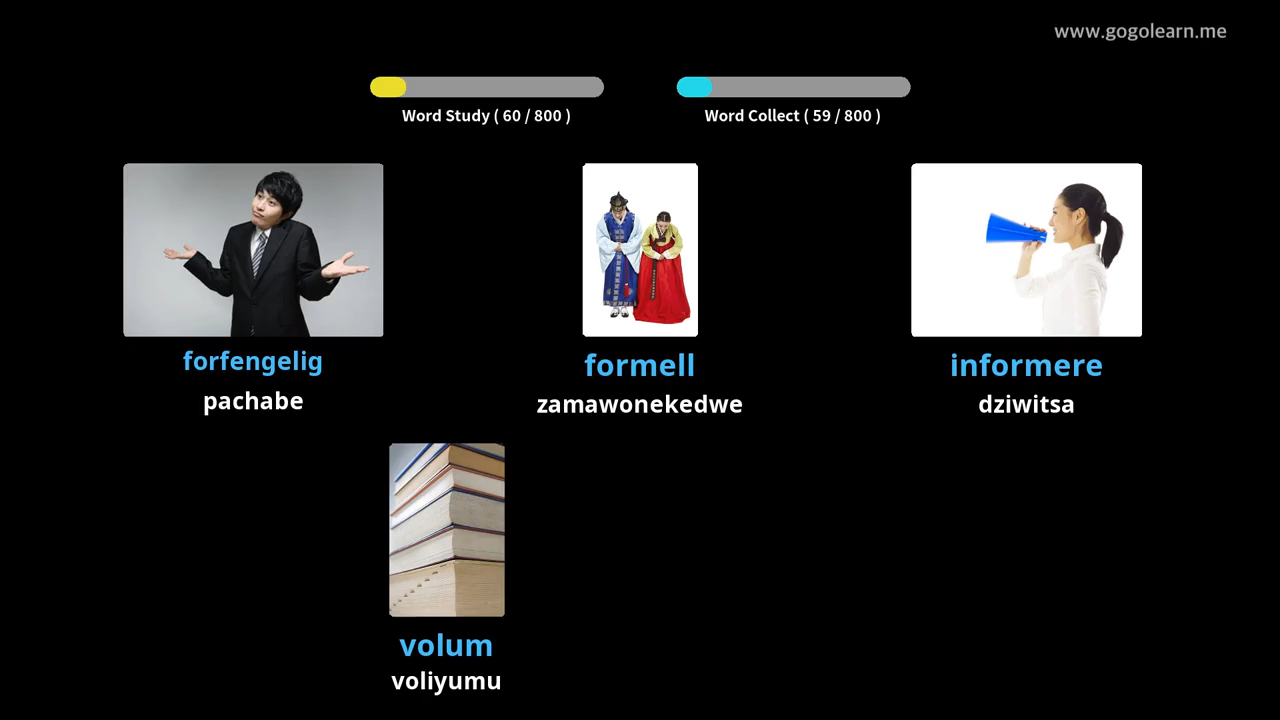 www.gogolearn.me
Word Study ( 60 / 800 )
Word Collect ( 59 / 800 )
forfengelig
pachabe
formell
zamawonekedwe
informere
dziwitsa
volum
voliyumu